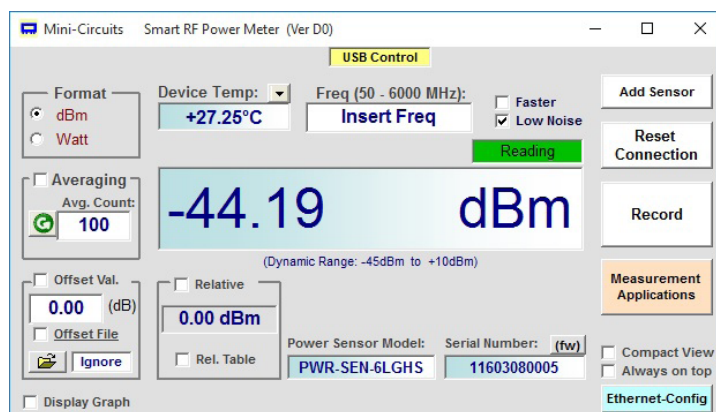 Mini-Circuits Smart RF Power Meter (Ver D0)
USB Control
Format
dBm
Watt
Device Temp:
+27.25°C
Freq (50 - 6000 MHz):
Insert Freq
Faster
Low Noise
Reading
Add Sensor
Reset
Connection
Averaging
Avg. Count:
100
-44.19 dBm
(Dynamic Range: -45dBm to +10dBm)
Record
Offset Val.
0.00 (dB)
Offset File
Ignore
Relative
0.00 dBm
Rel. Table
Power Sensor Model:
PWR-SEN-6LGHS
Serial Number: (fw)
11603080005
Measurement
Applications
Compact View
Always on top
Display Graph
Ethernet-Config